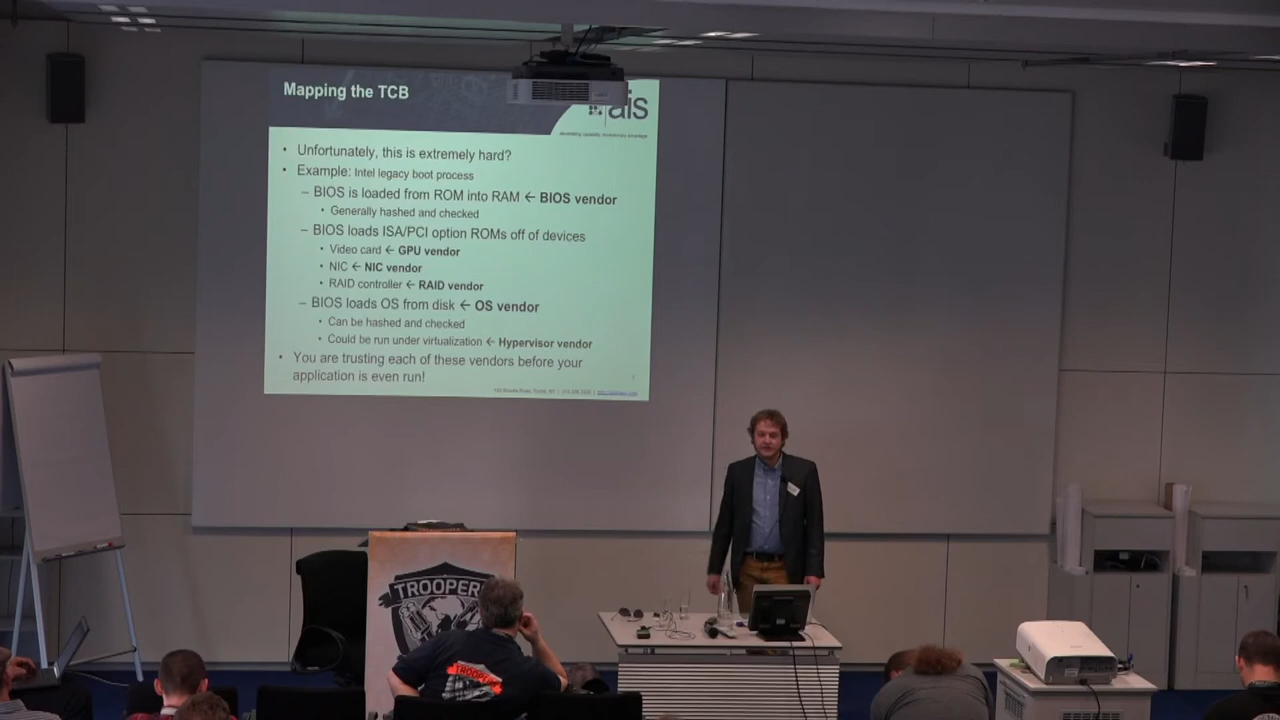 Mapping the TCB
ais
• Unfortunately, this is extremely hard?
• Example: Intel legacy boot process
– BIOS is loaded from ROM into RAM ← BIOS vendor
• Generally hashed and checked
– BIOS loads ISA/PCI option ROMs off of devices
• Video card ← GPU vendor
• NIC ← NIC vendor
• RAID controller ← RAID vendor
– BIOS loads OS from disk ← OS vendor
• Can be hashed and checked
• Could be run under virtualization ← Hypervisor vendor
• You are trusting each of these vendors before your
application is even run!
TROOPER